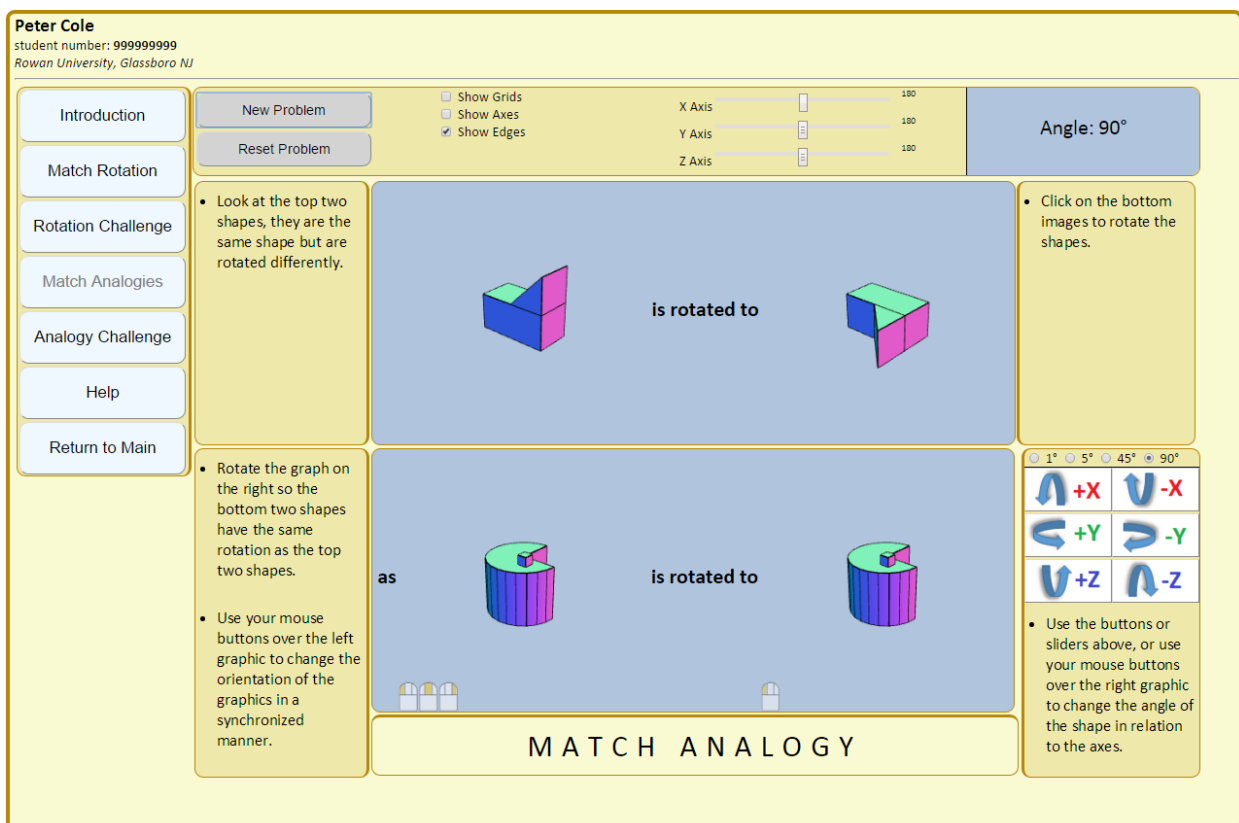 Peter Cole
student number: 999999999
Rowan University, Glassboro NJ
Introduction
Match Rotation
Rotation Challenge
Match Analogies
Analogy Challenge
Help
Return to Main
New Problem
Reset Problem
Show Grids
Show Axes
Show Edges
X Axis 180
Y Axis 180
Z Axis 180
Angle: 90°
• Look at the top two
shapes, they are the
same shape but are
rotated differently.
is rotated to
• Click on the bottom
images to rotate the
shapes.
• Rotate the graph on
the right so the
bottom two shapes
have the same
rotation as the top
two shapes.
• Use your mouse
buttons over the left
graphic to change the
orientation of the
graphics in a
synchronized
manner.
as is rotated to
1° 5° 45° 90°
+X -X
+Y -Y
+Z -Z
• Use the buttons or
sliders above, or use
your mouse buttons
over the right graphic
to change the angle of
the shape in relation
to the axes.
MATCH ANALOGY